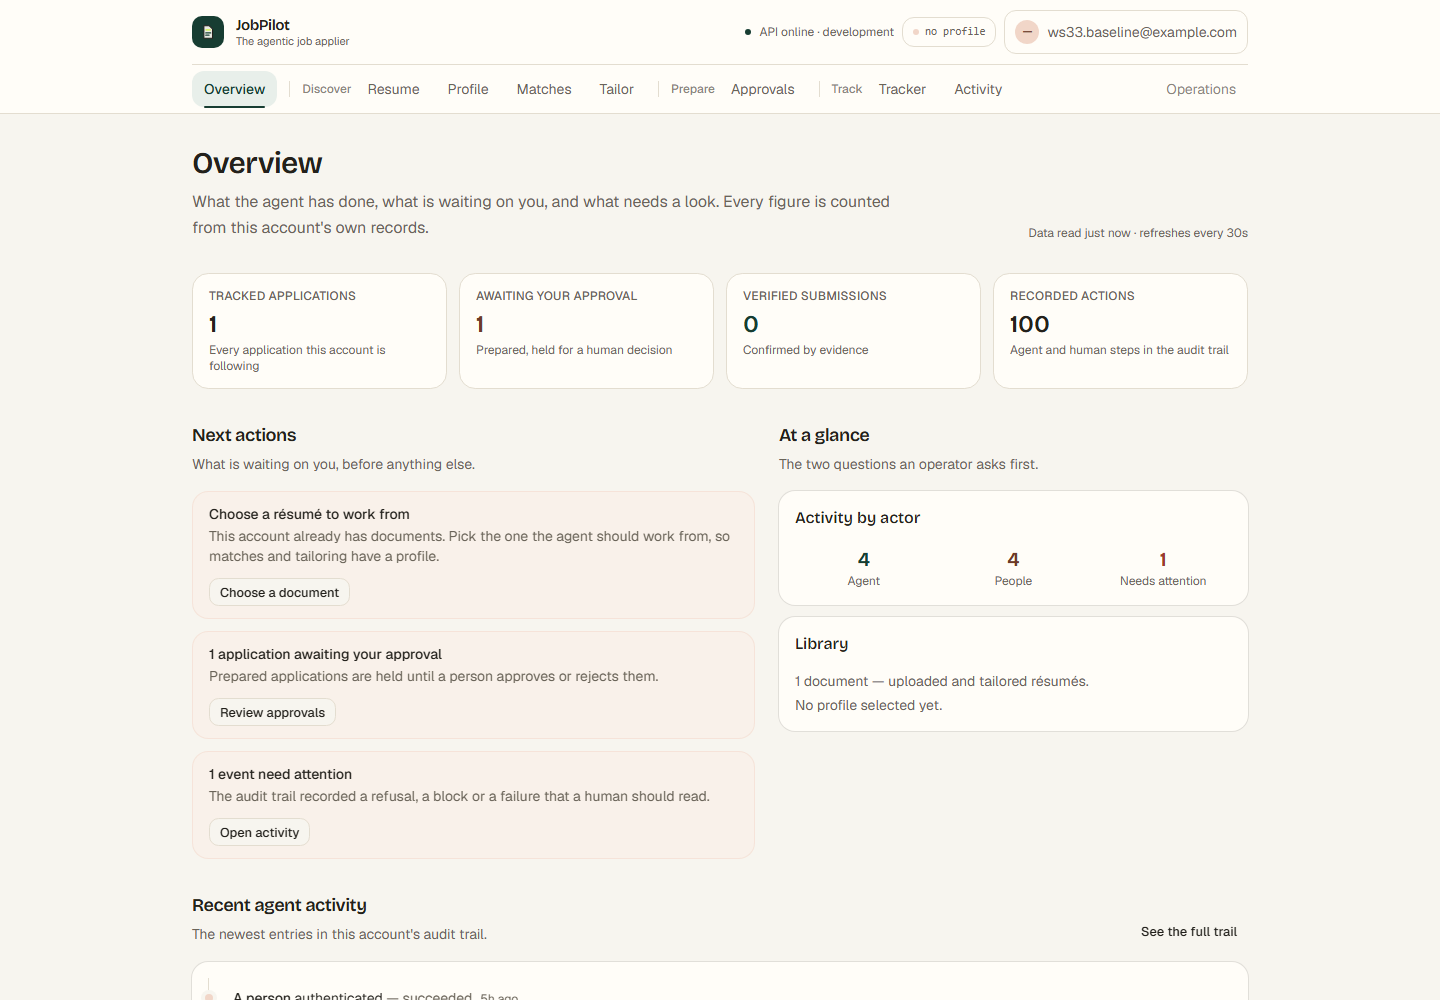 JobPilot
The agentic job applier
API online · development
no profile
ws33.baseline@example.com
Overview
Discover
Resume
Profile
Matches
Tailor
Prepare
Approvals
Track
Tracker
Activity
Operations
Overview
What the agent has done, what is waiting on you, and what needs a look. Every figure is counted
from this account's own records.
Data read just now · refreshes every 30s
TRACKED APPLICATIONS
1
Every application this account is
following
AWAITING YOUR APPROVAL
1
Prepared, held for a human decision
VERIFIED SUBMISSIONS
0
Confirmed by evidence
RECORDED ACTIONS
100
Agent and human steps in the audit trail
Next actions
What is waiting on you, before anything else.
Choose a résumé to work from
This account already has documents. Pick the one the agent should work from, so
matches and tailoring have a profile.
Choose a document
1 application awaiting your approval
Prepared applications are held until a person approves or rejects them.
Review approvals
1 event need attention
The audit trail recorded a refusal, a block or a failure that a human should read.
Open activity
At a glance
The two questions an operator asks first.
Activity by actor
4
Agent
4
People
1
Needs attention
Library
1 document — uploaded and tailored résumés.
No profile selected yet.
Recent agent activity
The newest entries in this account's audit trail.
See the full trail
A person authenticated — succeeded 5h ago